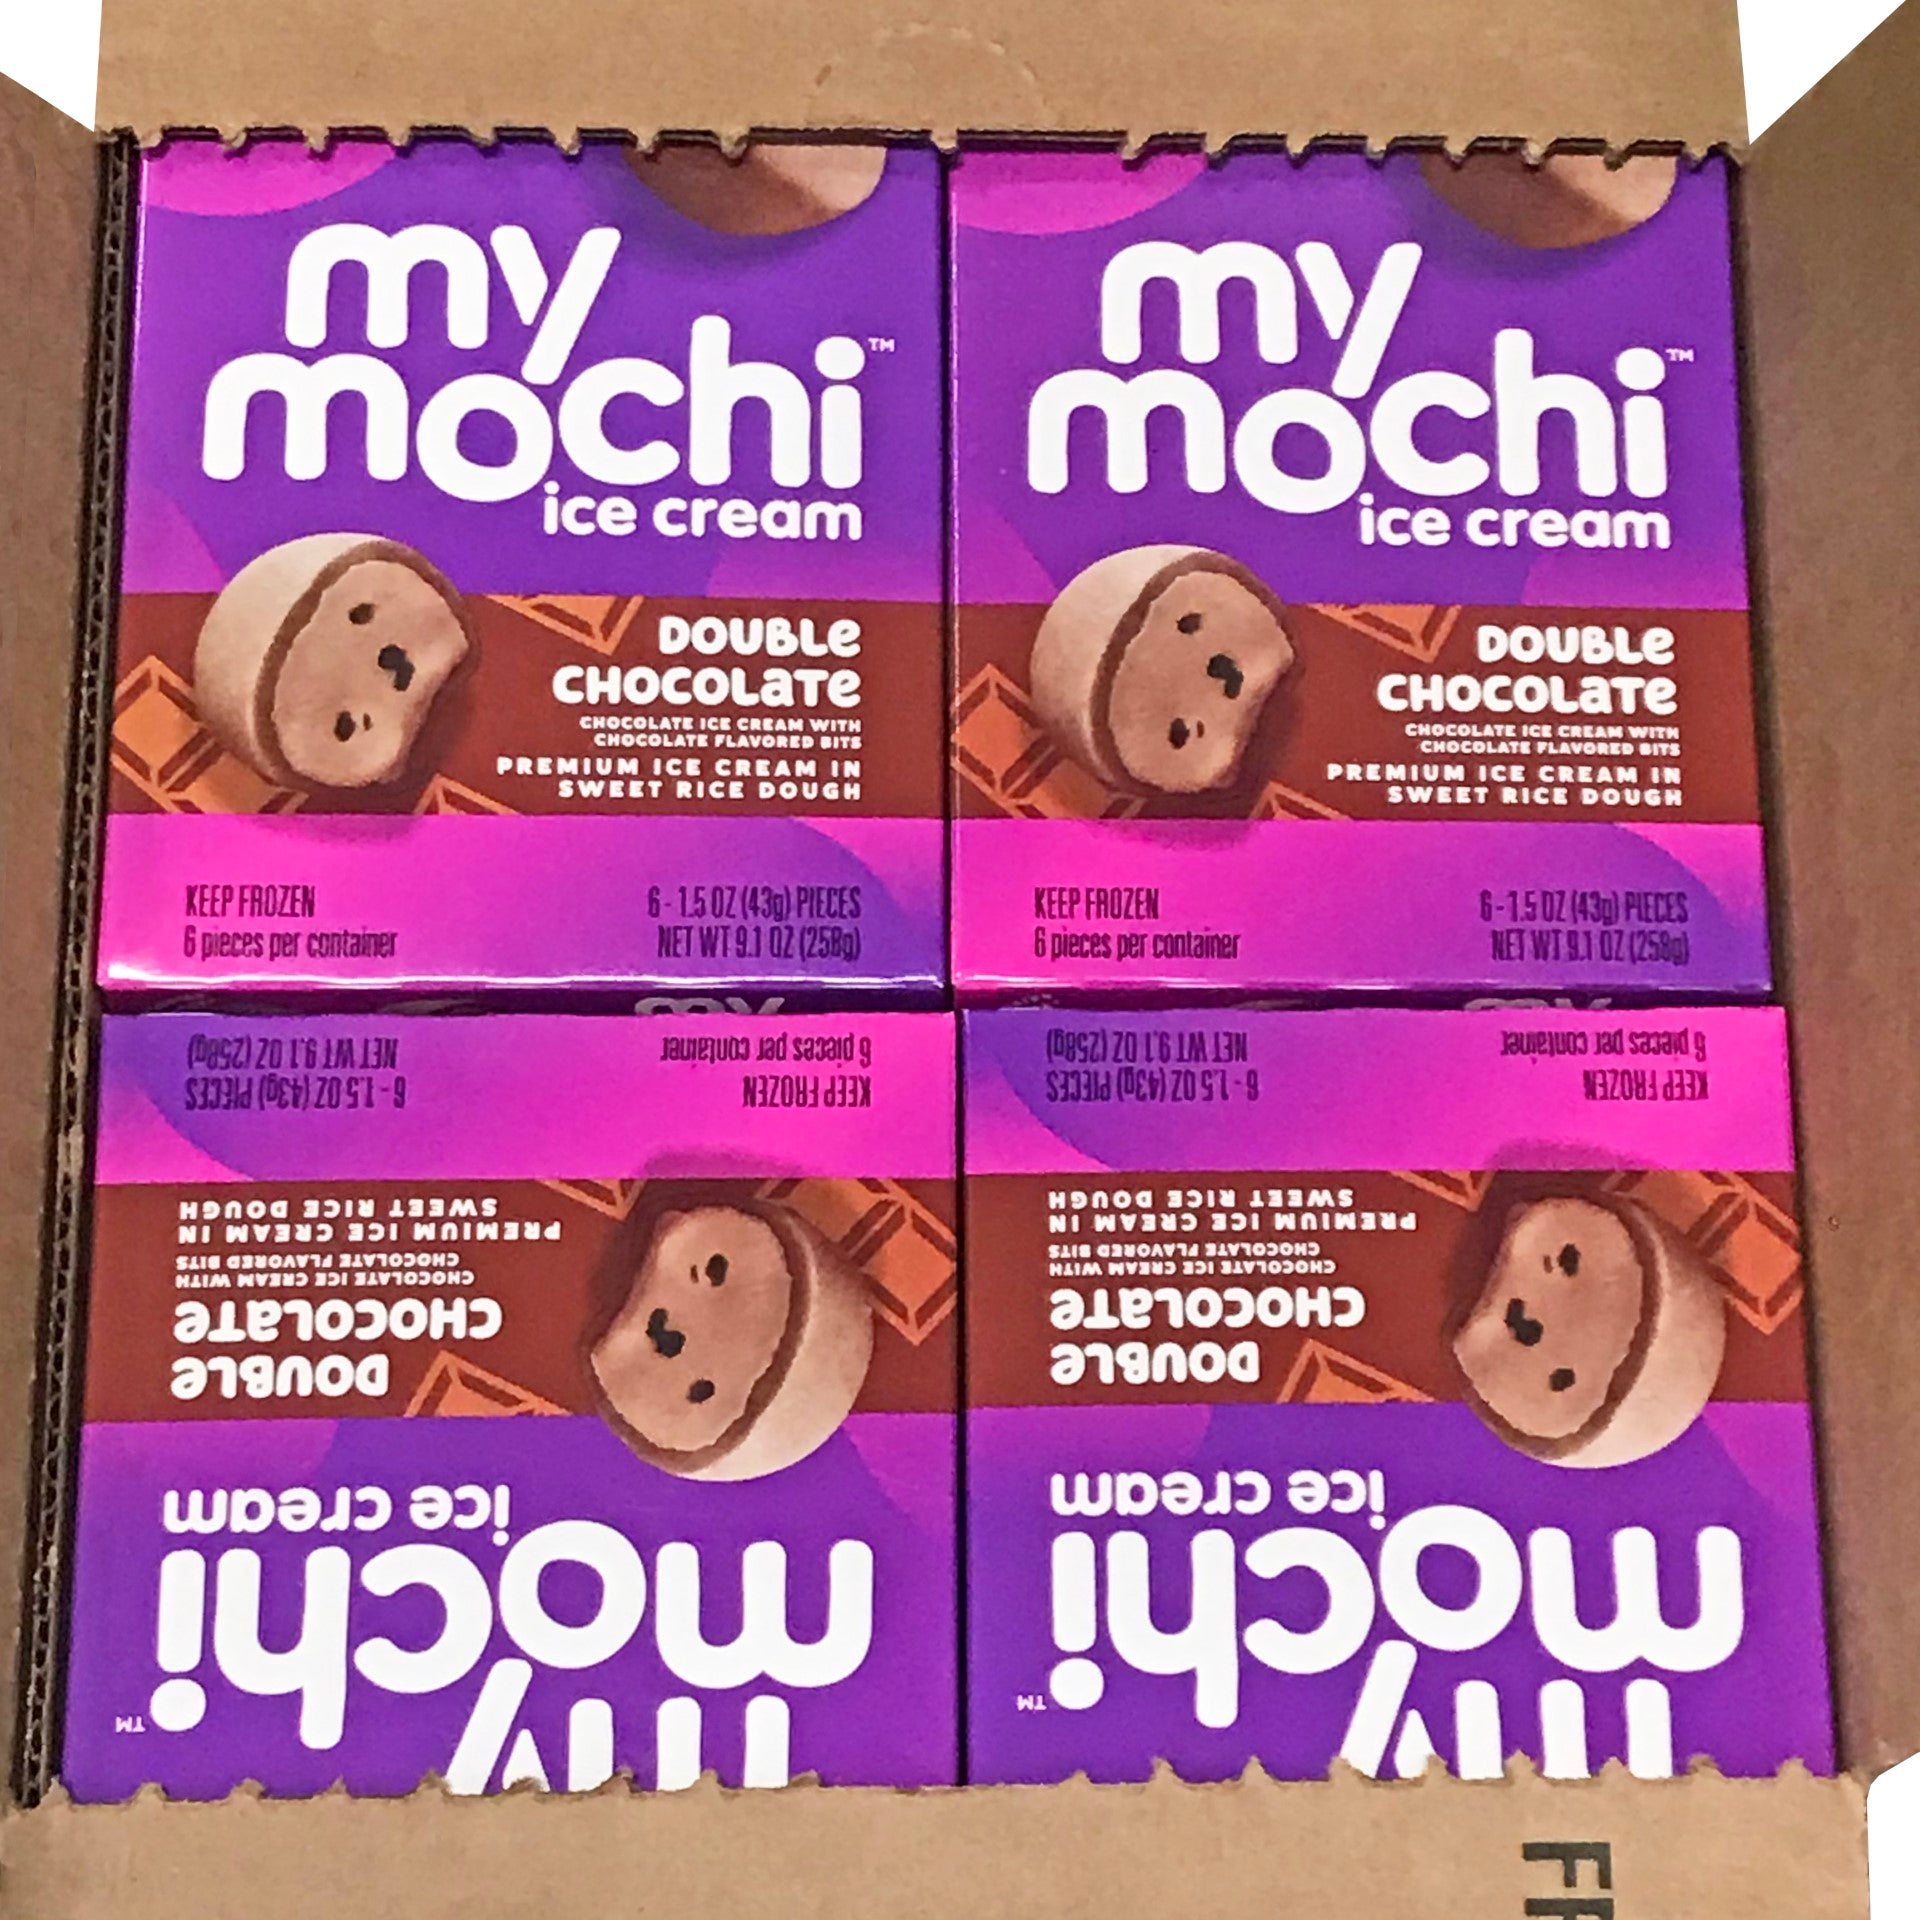 my
mochi™
ice cream
DOUBLE
CHOCOLATE
CHOCOLATE ICE CREAM WITH
CHOCOLATE FLAVORED BITS
PREMIUM ICE CREAM IN
SWEET RICE DOUGH
KEEP FROZEN
6 pieces per container
6 - 1.5 OZ (43g) PIECES
NET WT 9.1 OZ (258g)
my
mochi™
ice cream
DOUBLE
CHOCOLATE
CHOCOLATE ICE CREAM WITH
CHOCOLATE FLAVORED BITS
PREMIUM ICE CREAM IN
SWEET RICE DOUGH
KEEP FROZEN
6 pieces per container
6 - 1.5 OZ (43g) PIECES
NET WT 9.1 OZ (258g)
my
mochi™
ice cream
DOUBLE
CHOCOLATE
CHOCOLATE ICE CREAM WITH
CHOCOLATE FLAVORED BITS
PREMIUM ICE CREAM IN
SWEET RICE DOUGH
KEEP FROZEN
6 pieces per container
6 - 1.5 OZ (43g) PIECES
NET WT 9.1 OZ (258g)
my
mochi™
ice cream
DOUBLE
CHOCOLATE
CHOCOLATE ICE CREAM WITH
CHOCOLATE FLAVORED BITS
PREMIUM ICE CREAM IN
SWEET RICE DOUGH
KEEP FROZEN
6 pieces per container
6 - 1.5 OZ (43g) PIECES
NET WT 9.1 OZ (258g)